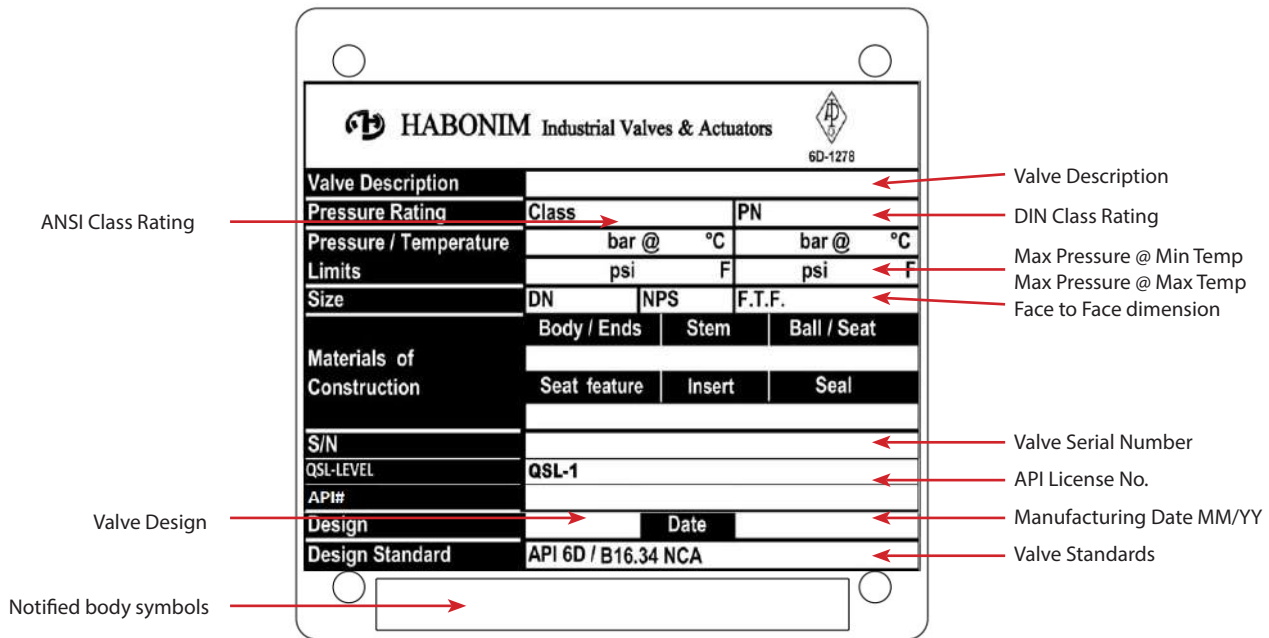 HABONIM Industrial Valves & Actuators
6D-1278
Valve Description
Valve Description
ANSI Class Rating
Pressure Rating Class PN
DIN Class Rating
Pressure / Temperature bar @ °C bar @ °C
Max Pressure @ Min Temp
Limits psi F psi F
Max Pressure @ Max Temp
Size DN NPS F.T.F.
Face to Face dimension
Body / Ends Stem Ball / Seat
Materials of
Construction Seat feature Insert Seal
S/N
Valve Serial Number
QSL-LEVEL QSL-1
API License No.
API#
Valve Design
Design Date
Manufacturing Date MM/YY
Design Standard API 6D / B16.34 NCA
Valve Standards
Notified body symbols